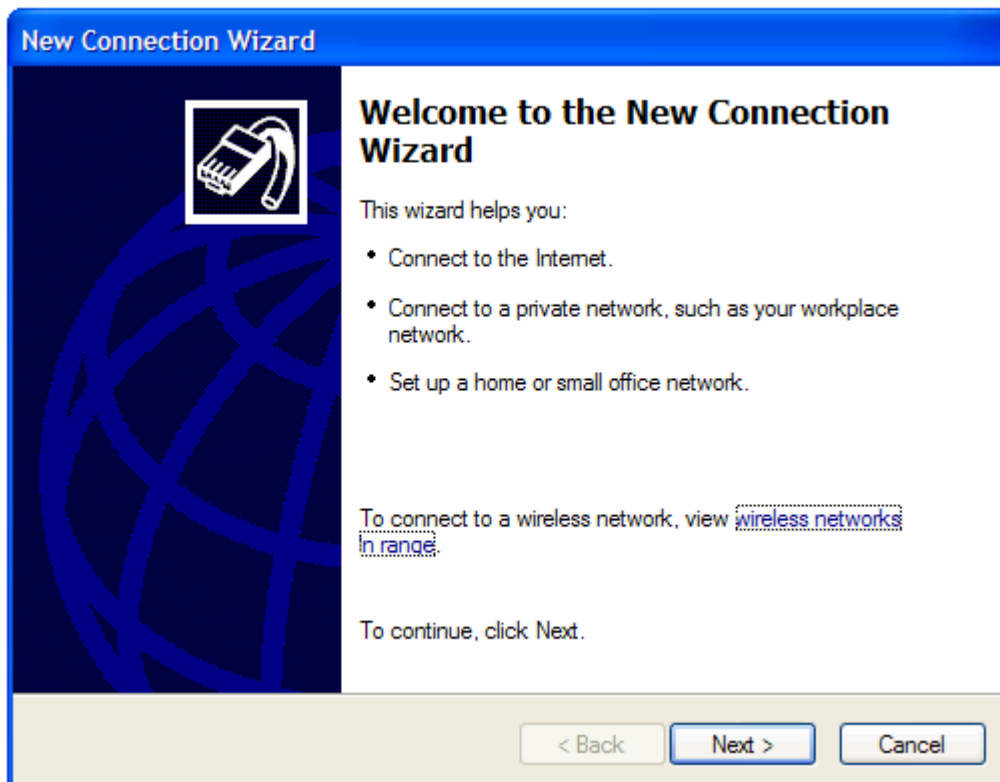 New Connection Wizard
Welcome to the New Connection
Wizard
This wizard helps you:
• Connect to the Internet.
• Connect to a private network, such as your workplace
network.
• Set up a home or small office network.
To connect to a wireless network, view wireless networks
in range.
To continue, click Next.
< Back Next > Cancel